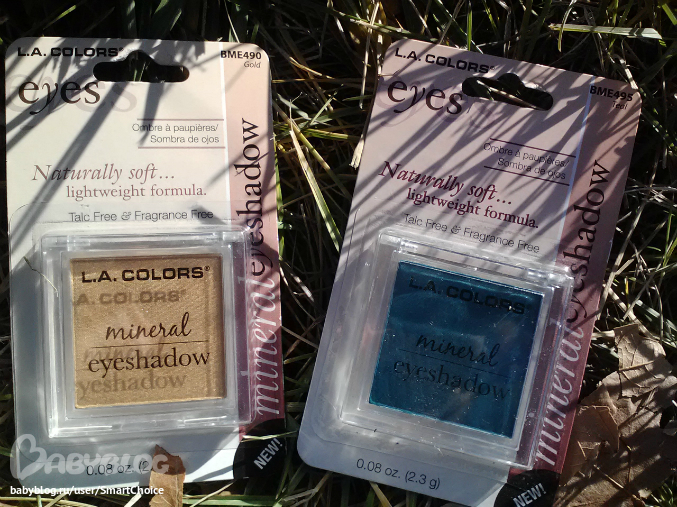 L.A. COLORS®
BME490
Gold
eyes
Ombre à paupières/
Sombra de ojos
Naturally soft...
lightweight formula.
Talc Free & Fragrance Free
mineral eyeshadow
L.A. COLORS®
mineral
eyeshadow
0.08 oz. (2
NEW!
L.A. COLORS®
BME495
Teal
eyes
Ombre à paupières/
Sombra de ojos
Naturally soft...
lightweight formula.
Talc Free & Fragrance Free
mineral eyeshadow
L.A. COLORS®
mineral
eyeshadow
0.08 oz. (2.3 g)
NEW!
BABYBLOG
babyblog.ru/user/SmartChoice